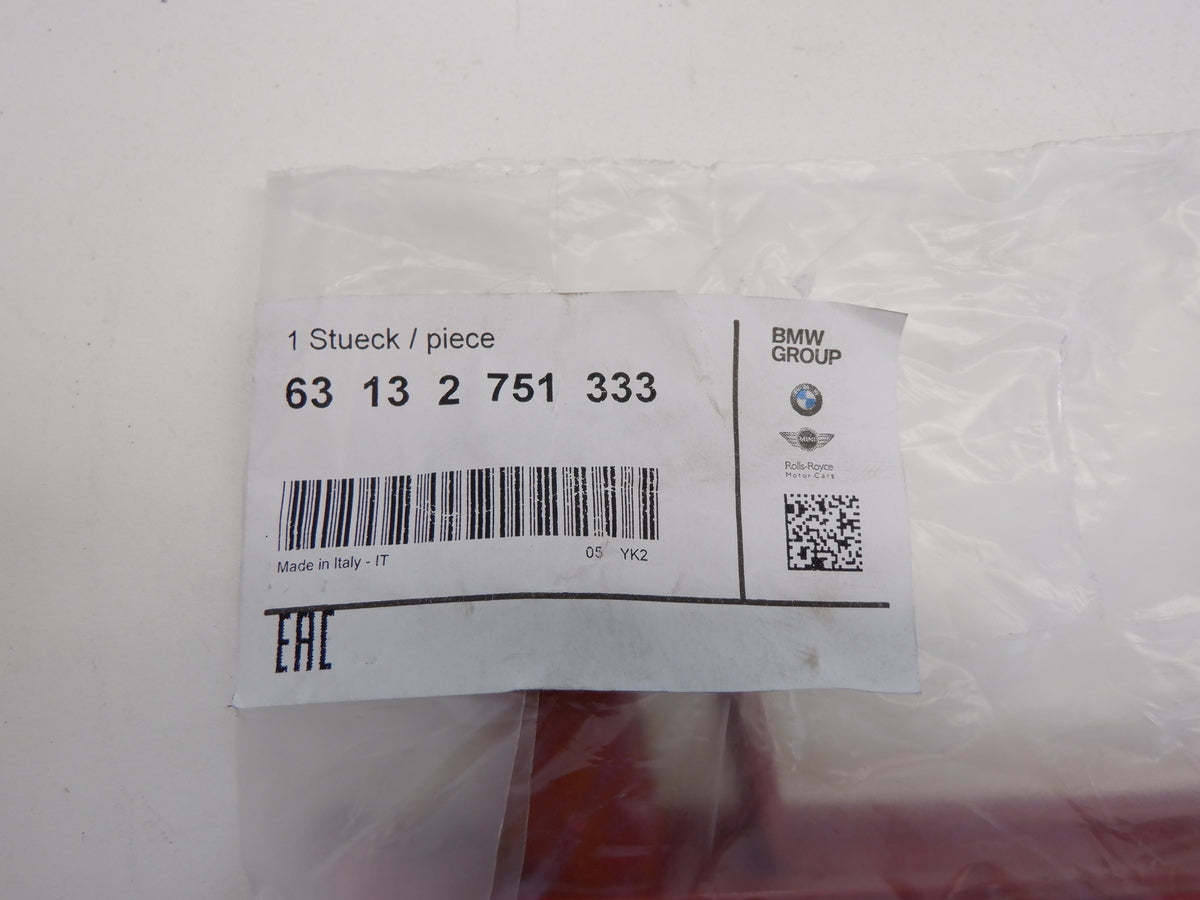 1 Stueck / piece
63 13 2 751 333
Made in Italy - IT
05 YK2
EAC
BMW
GROUP
MINI
Rolls-Royce
Motor Cars